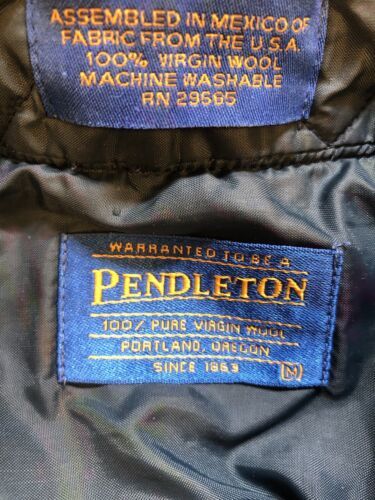 ASSEMBLED IN MEXICO OF
FABRIC FROM THE U.S.A.
100% VIRGIN WOOL
MACHINE WASHABLE
RN 29565
WARRANTED TO BE A
PENDLETON
100% PURE VIRGIN WOOL
PORTLAND, OREGON
SINCE 1863 M